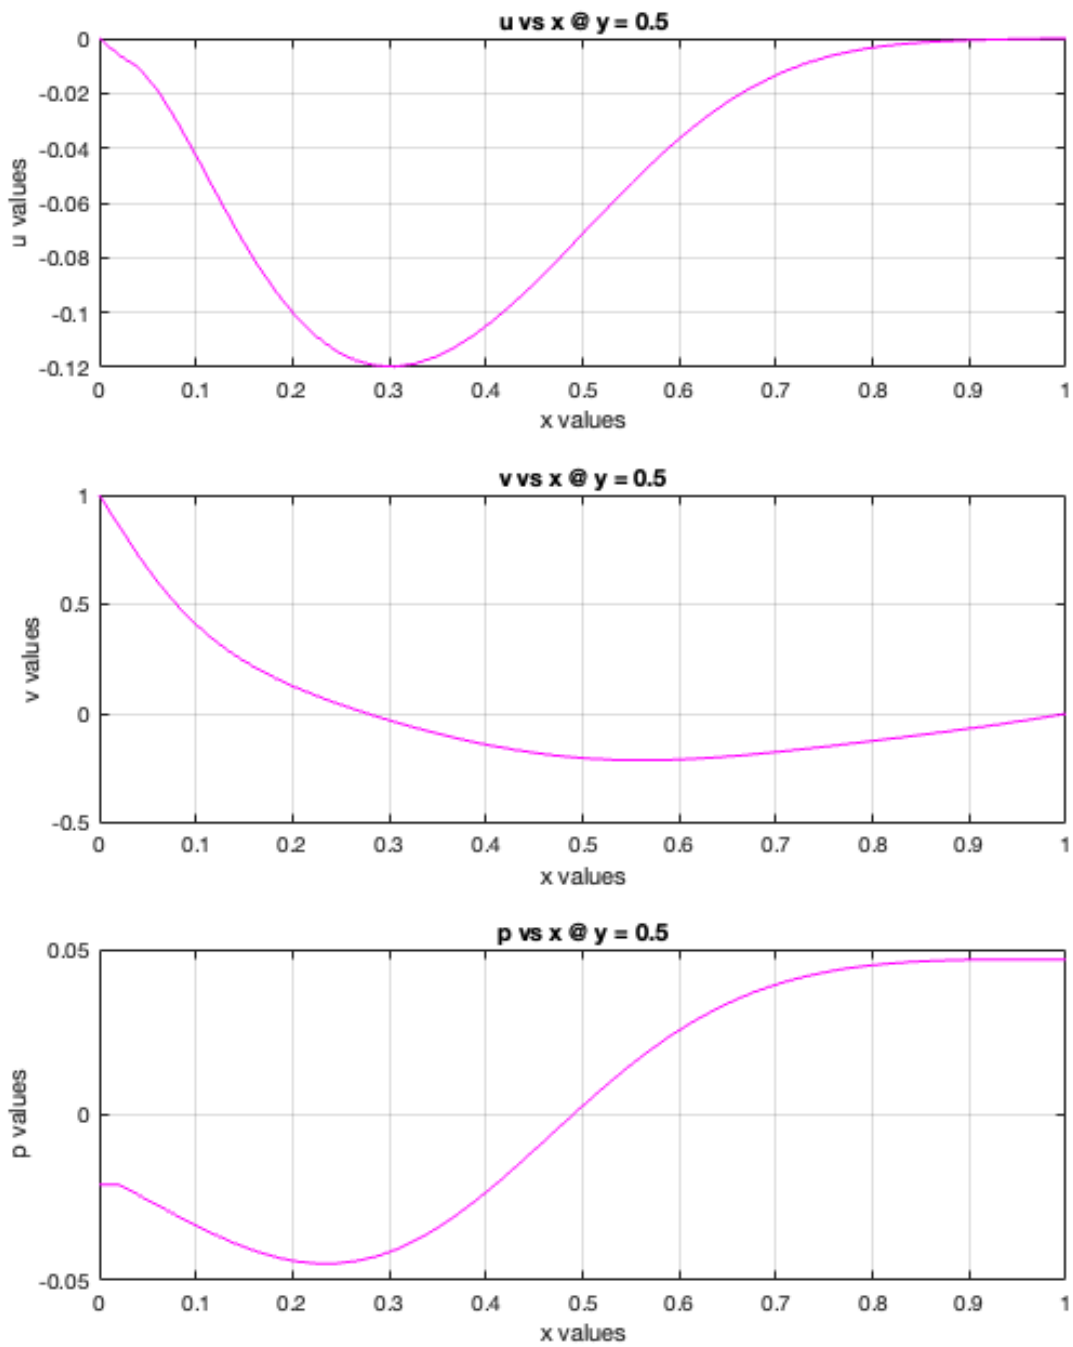 u vs x @ y = 0.5
0
-0.02
-0.04
-0.06
-0.08
-0.1
-0.12
u values
0 0.1 0.2 0.3 0.4 0.5 0.6 0.7 0.8 0.9 1
x values
v vs x @ y = 0.5
1
0.5
0
-0.5
v values
0 0.1 0.2 0.3 0.4 0.5 0.6 0.7 0.8 0.9 1
x values
p vs x @ y = 0.5
0.05
0
-0.05
p values
0 0.1 0.2 0.3 0.4 0.5 0.6 0.7 0.8 0.9 1
x values